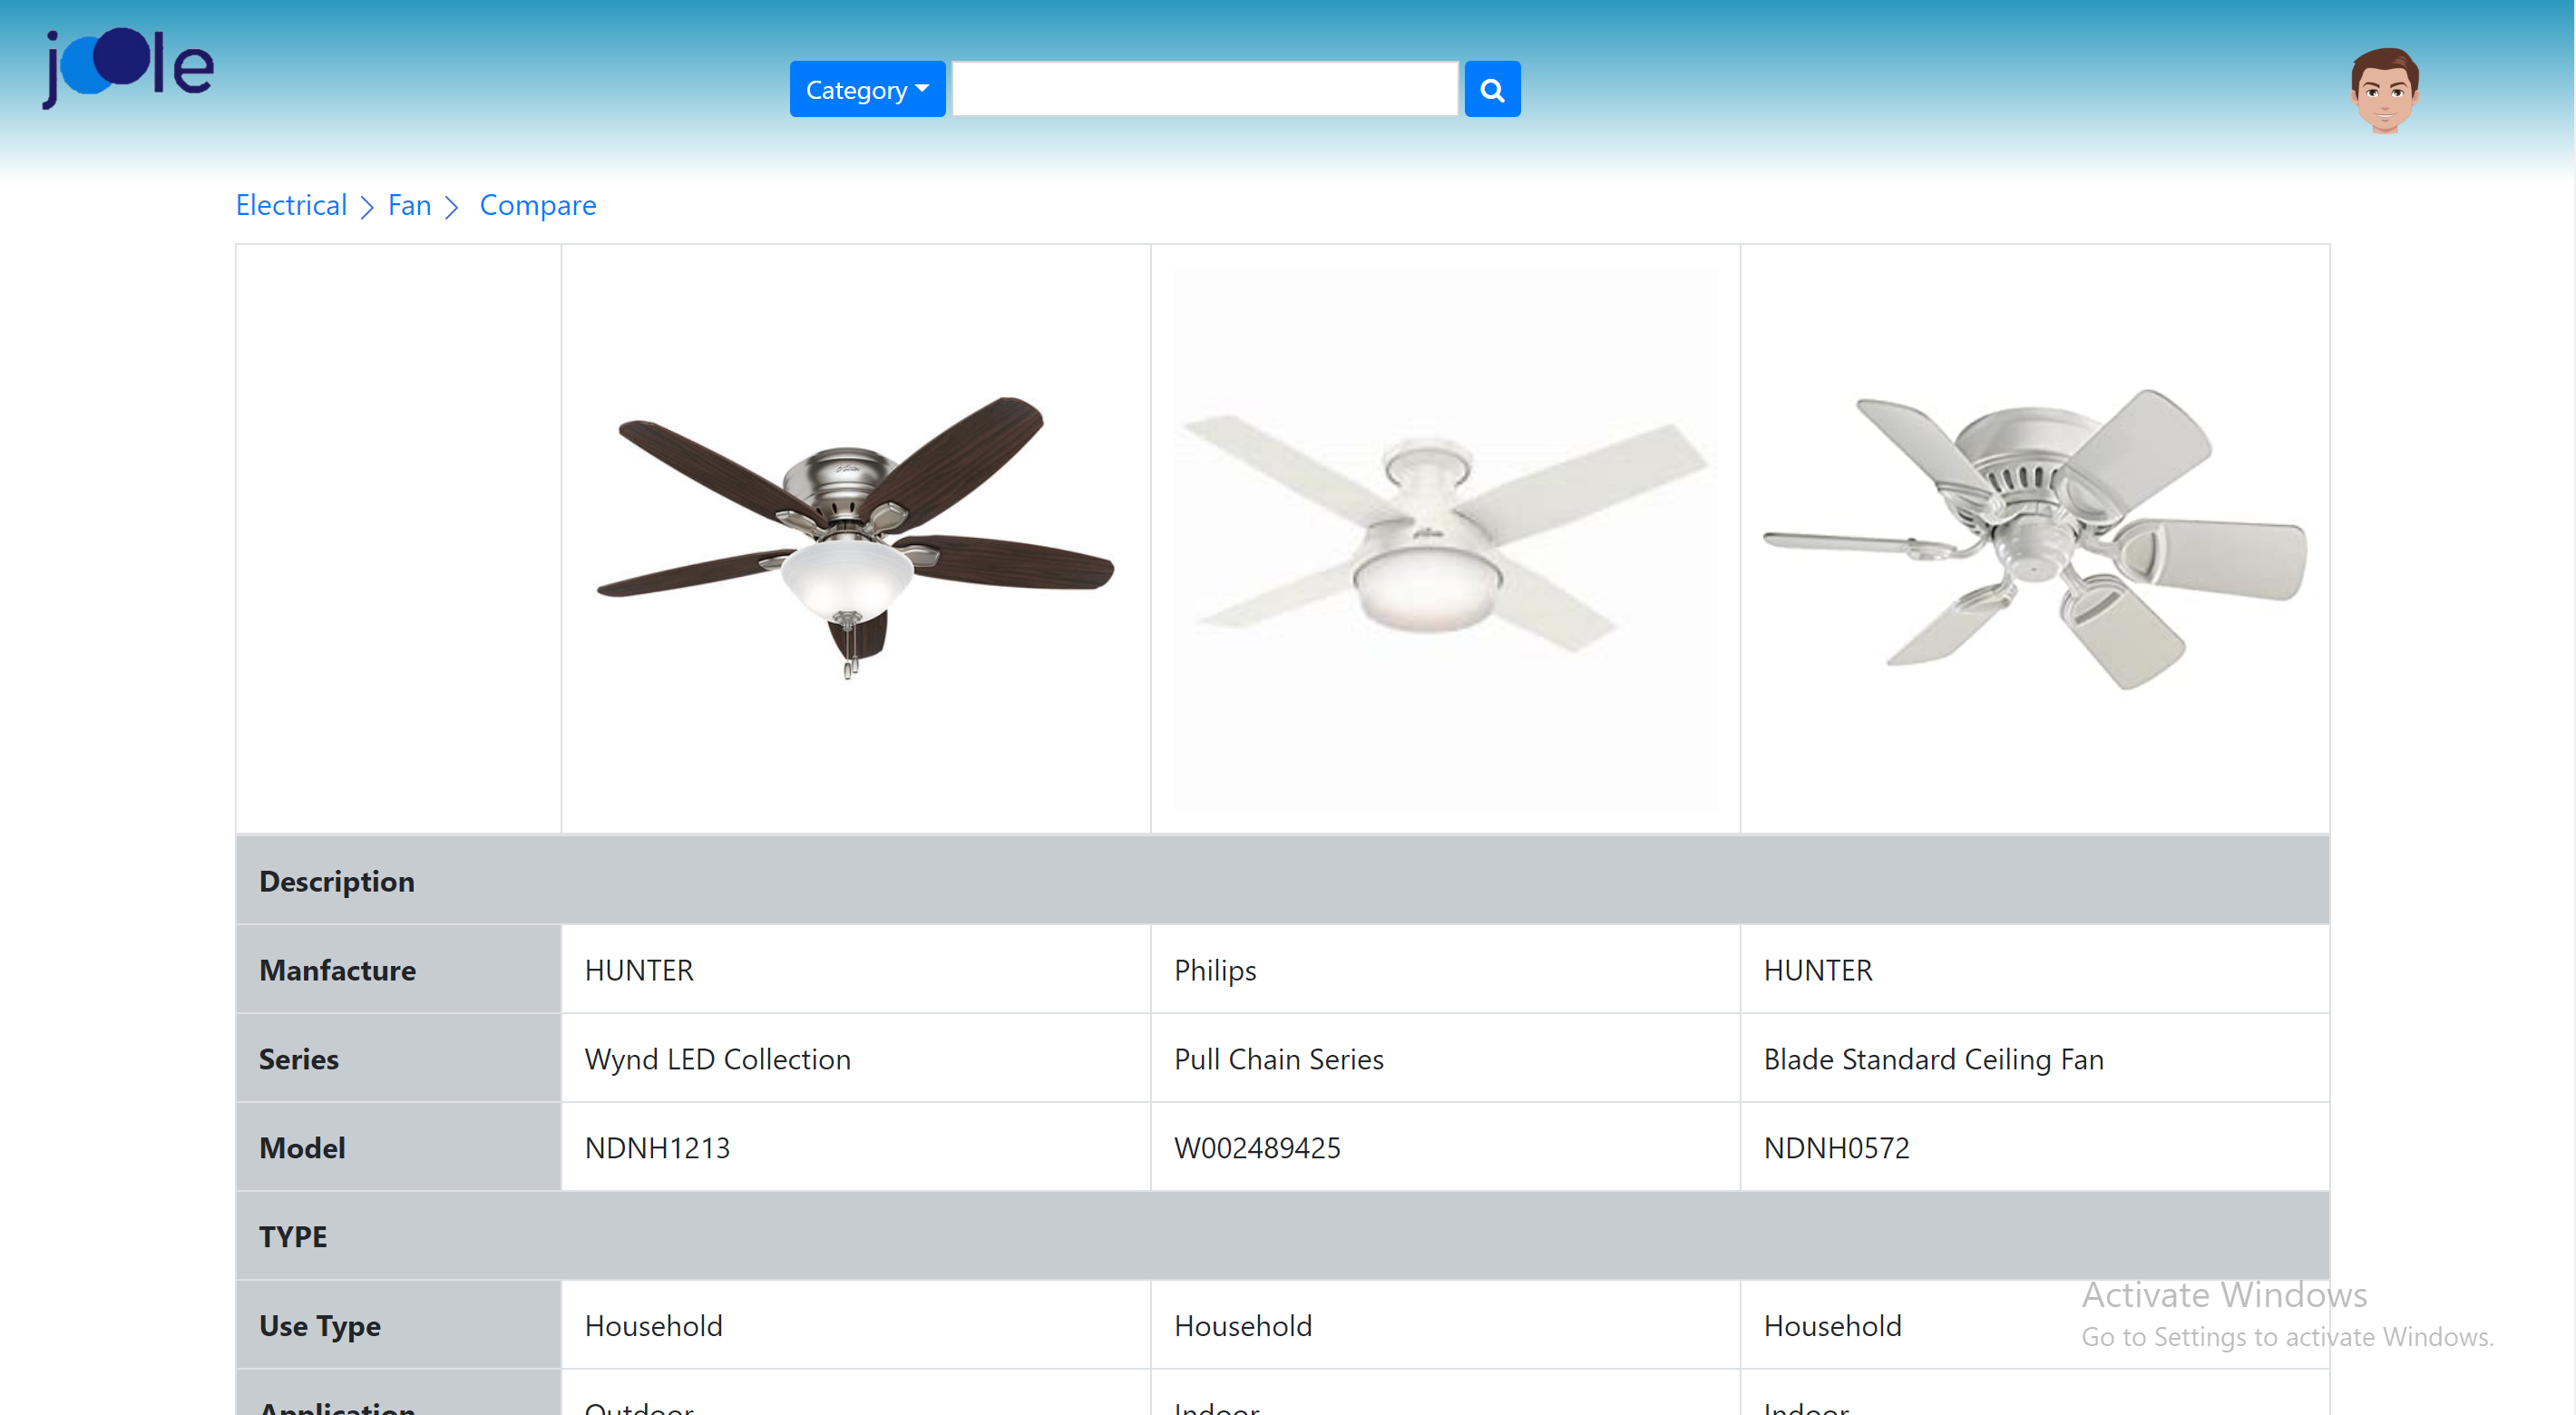 joole
Category
Electrical > Fan > Compare
Description
Manfacture HUNTER Philips HUNTER
Series Wynd LED Collection Pull Chain Series Blade Standard Ceiling Fan
Model NDNH1213 W002489425 NDNH0572
TYPE
Use Type Household Household Household
Application Outdoor Indoor Indoor
Activate Windows
Go to Settings to activate Windows.